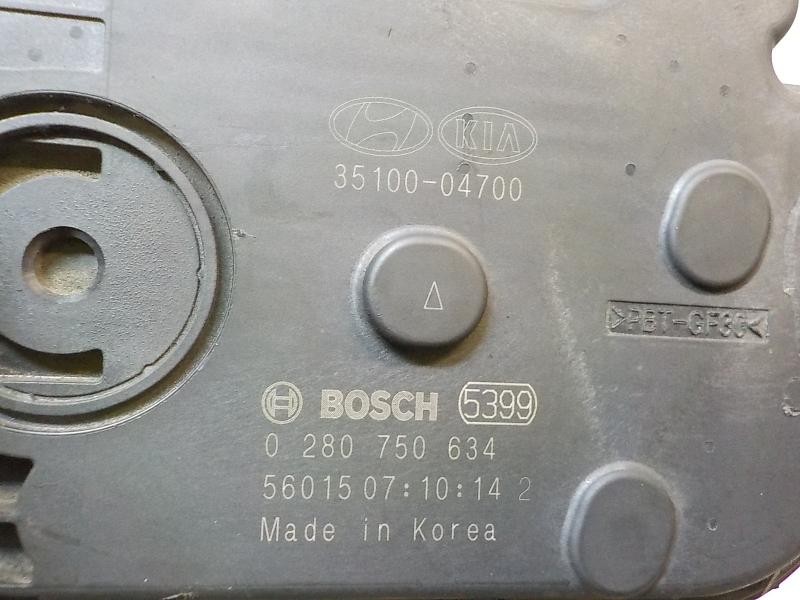 KIA
35100-04700
Δ
>PBT-GF30<
BOSCH 5399
0 280 750 634
56015 07:10:14 2
Made in Korea